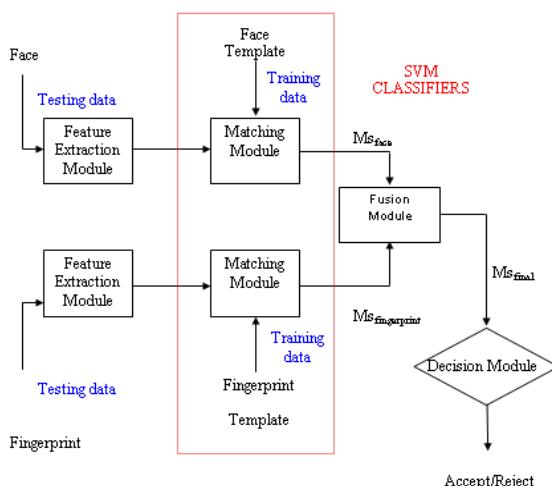 Face
Template
Face
SVM
CLASSIFIERS
Testing data
Training
data
Feature
Extraction
Module
Matching
Module
Ms_face
Fusion
Module
Feature
Extraction
Module
Matching
Module
Ms_final
Ms_fingerprint
Training
data
Decision Module
Testing data
Fingerprint
Template
Fingerprint
Accept/Reject